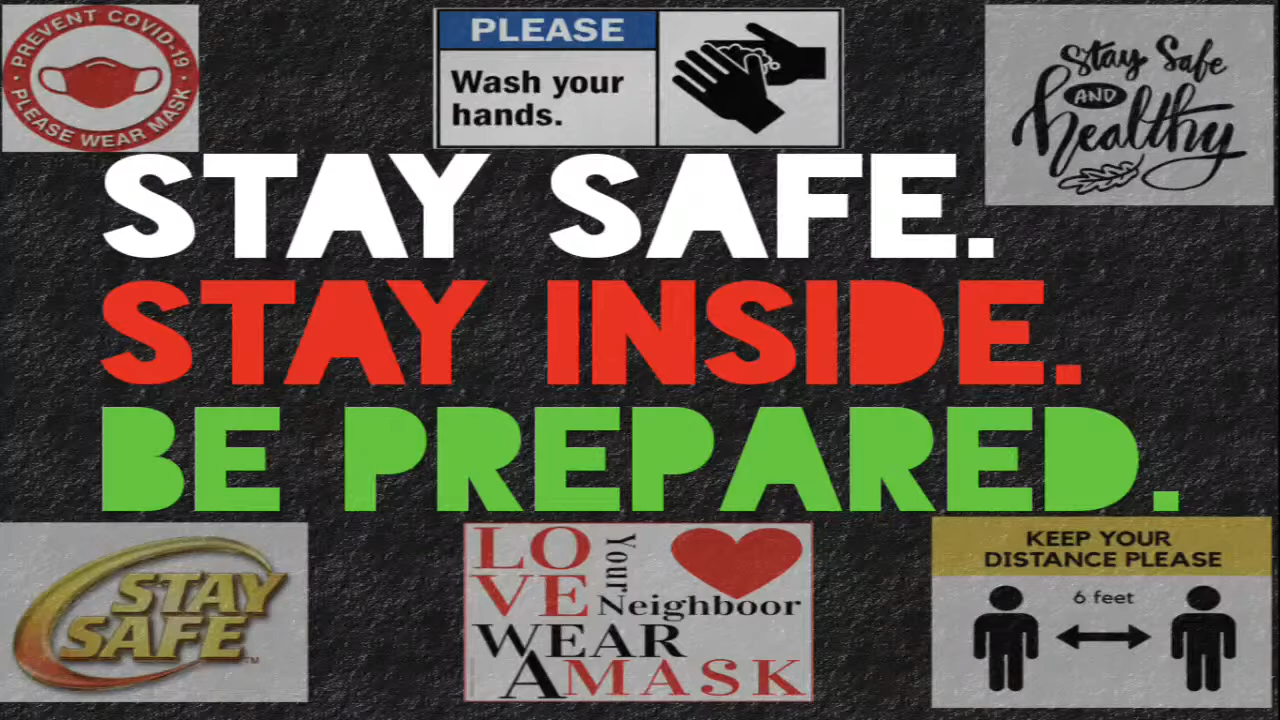 PREVENT COVID-19
PLEASE WEAR MASK
PLEASE
Wash your
hands.
Stay Safe
AND
healthy
STAY SAFE.
STAY INSIDE.
BE PREPARED.
STAY
SAFE™
LOVE Your
Neighboor
WEAR
A MASK
KEEP YOUR
DISTANCE PLEASE
6 feet